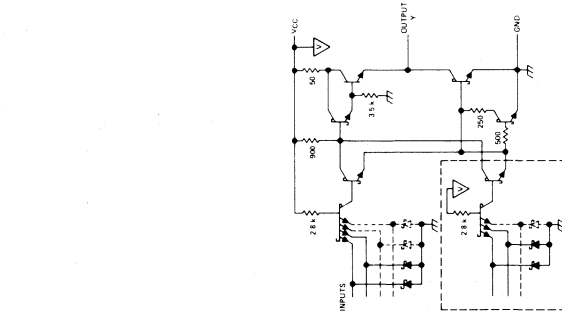 VCC
V
OUTPUT
Y
GND
50
3.5 k
250
500
900
2.8 k
V
2.8 k
INPUTS